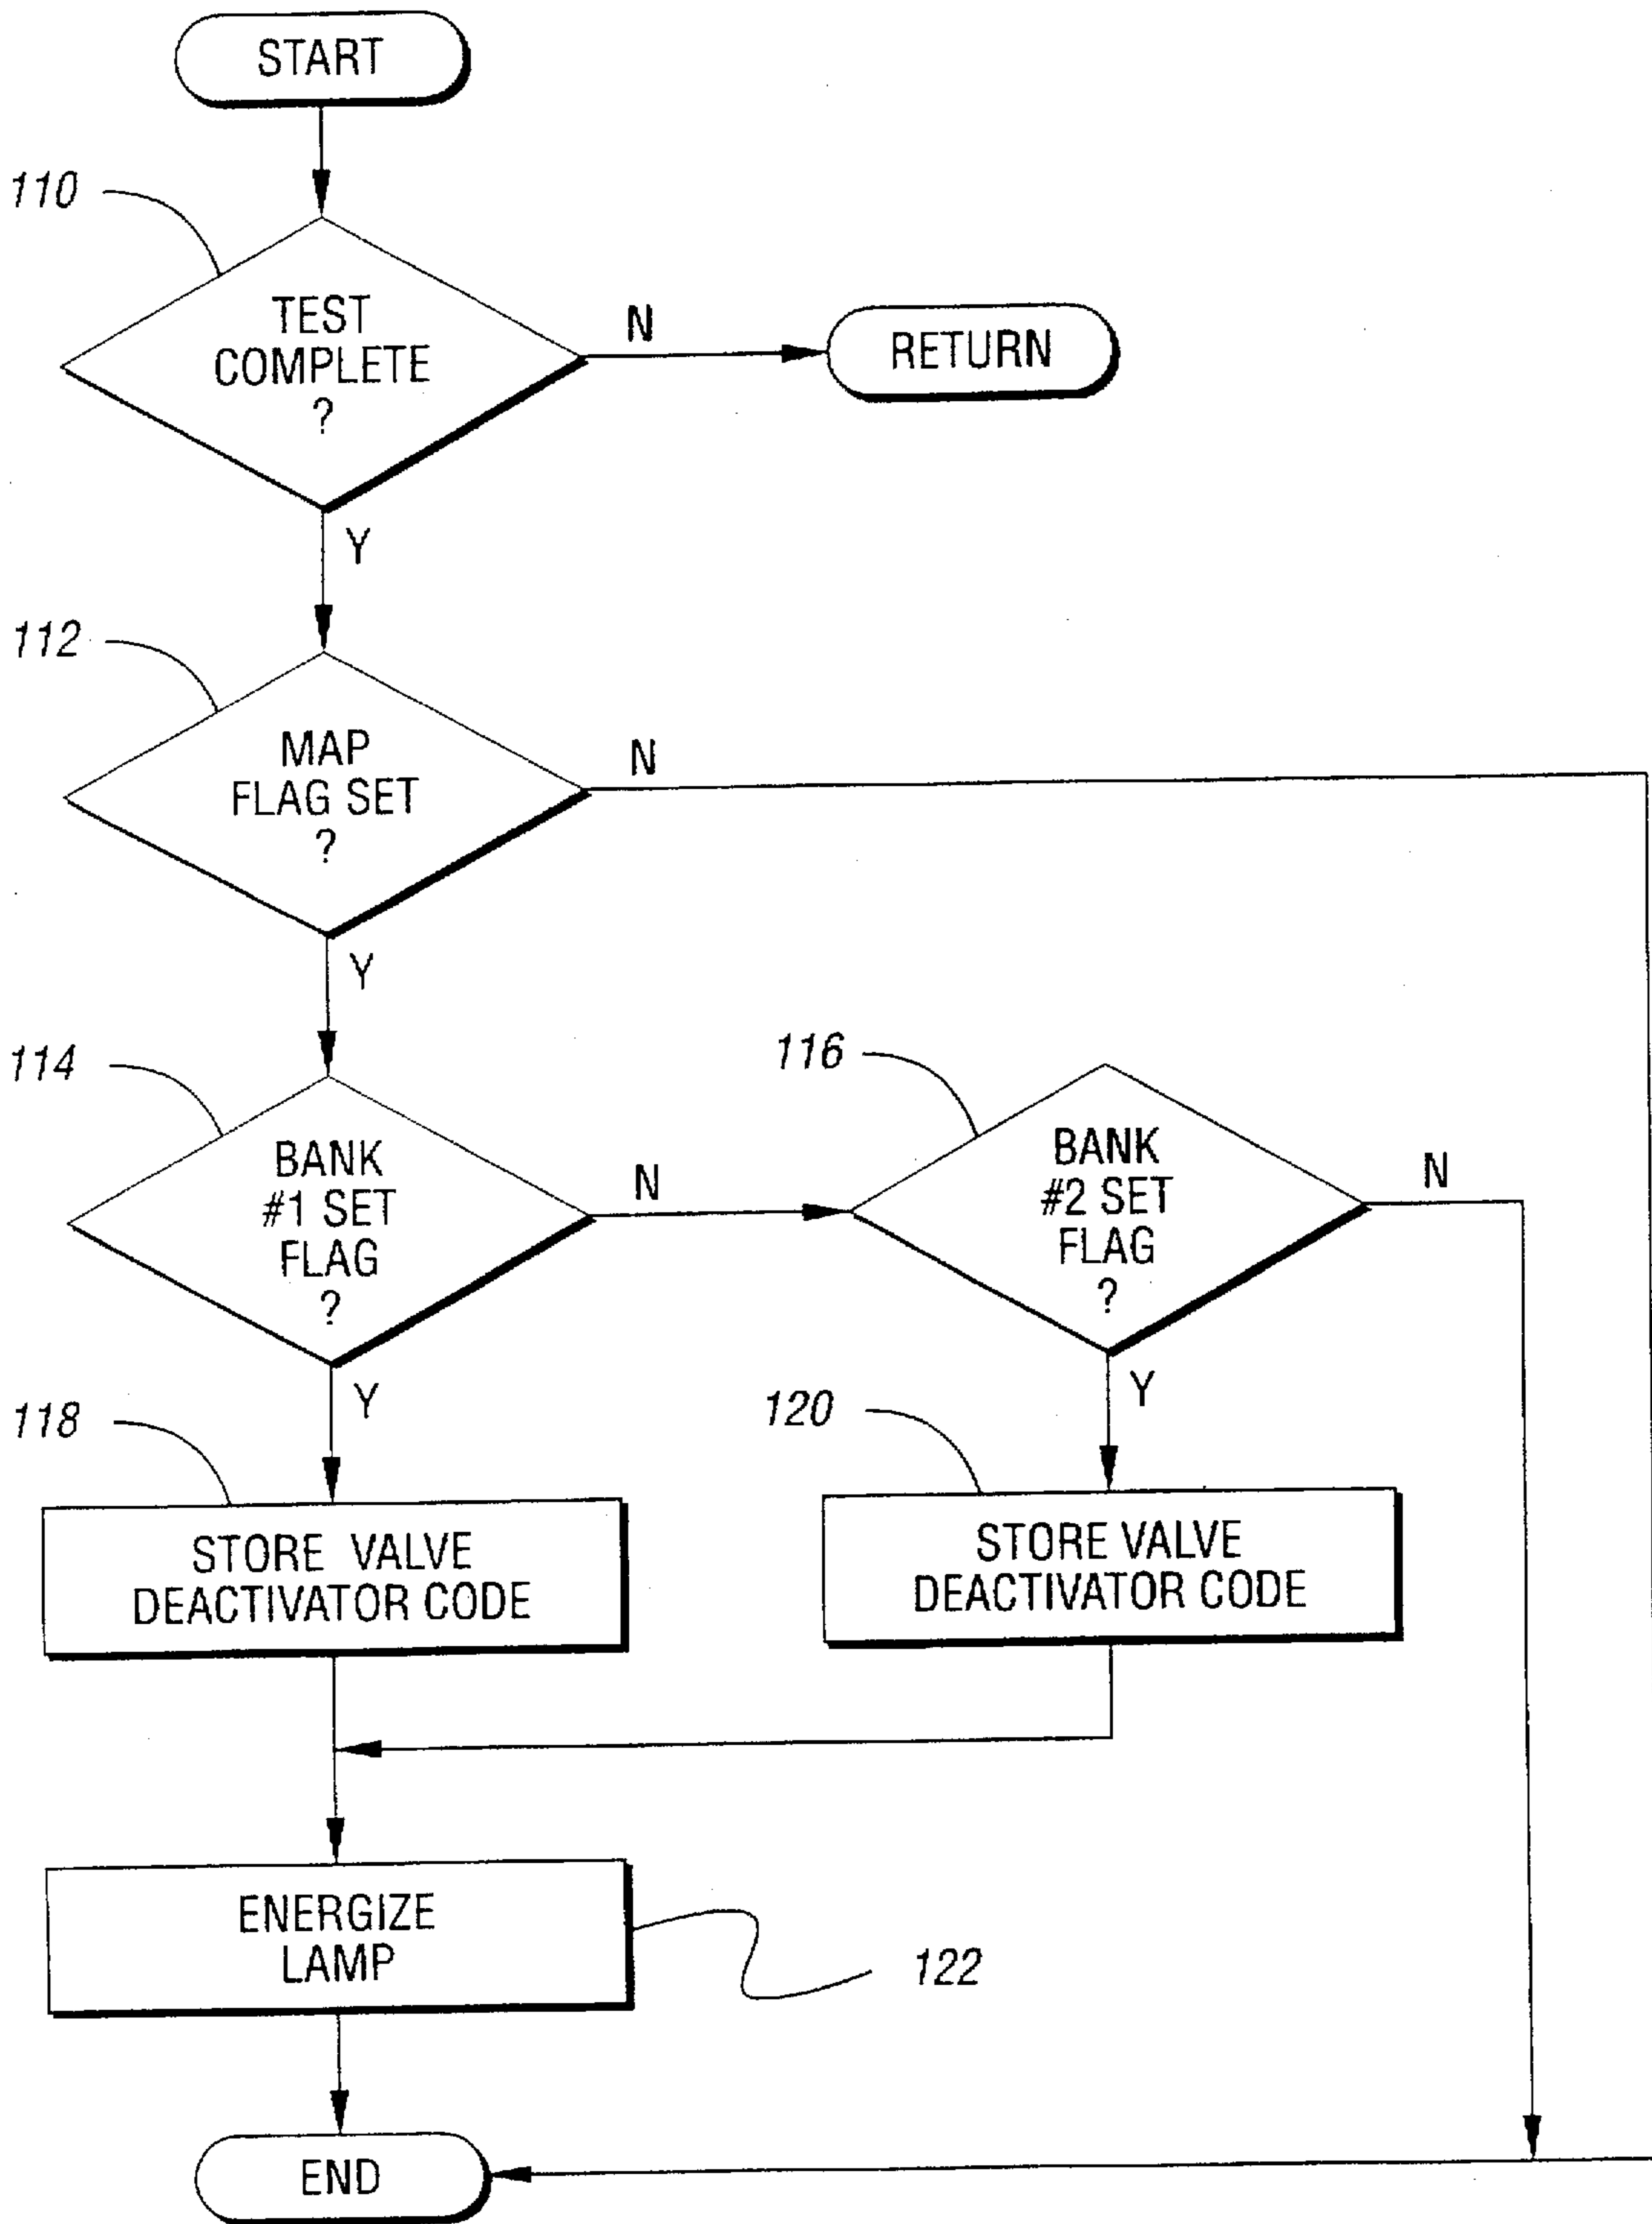 START
110
TEST
COMPLETE
?
N
RETURN
Y
112
MAP
FLAG SET
?
N
Y
114
BANK
#1 SET
FLAG
?
N
116
BANK
#2 SET
FLAG
?
N
Y
Y
118
STORE VALVE
DEACTIVATOR CODE
120
STORE VALVE
DEACTIVATOR CODE
ENERGIZE
LAMP
122
END